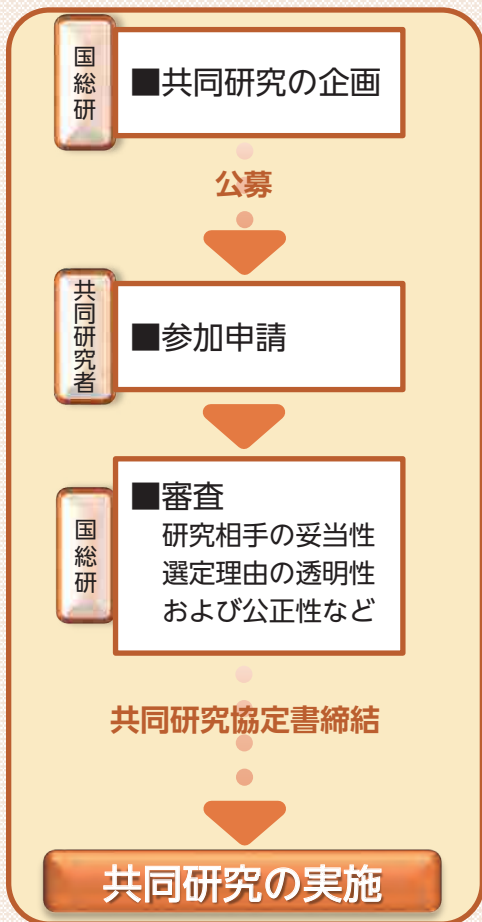 国総研
■共同研究の企画
公募
共同研究者
■参加申請
国総研
■審査
研究相手の妥当性
選定理由の透明性
および公正性など
共同研究協定書締結
共同研究の実施